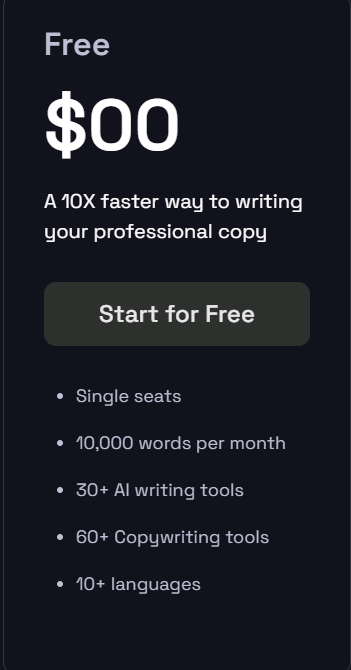 Free
$00
A 10X faster way to writing
your professional copy
Start for Free
• Single seats
• 10,000 words per month
• 30+ AI writing tools
• 60+ Copywriting tools
• 10+ languages